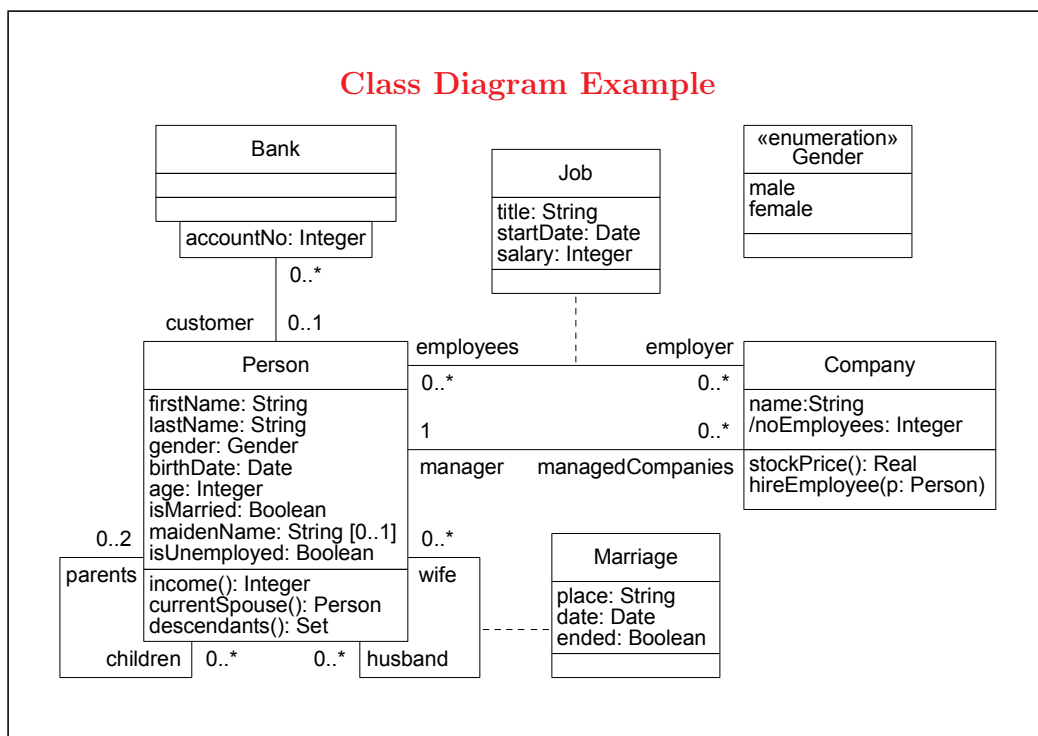 Class Diagram Example
Bank
accountNo: Integer
0..*
customer
0..1
Job
title: String
startDate: Date
salary: Integer
«enumeration»
Gender
male
female
Person
firstName: String
lastName: String
gender: Gender
birthDate: Date
age: Integer
isMarried: Boolean
maidenName: String [0..1]
isUnemployed: Boolean
income(): Integer
currentSpouse(): Person
descendants(): Set
employees
employer
0..*
0..*
1
0..*
manager
managedCompanies
Company
name:String
/noEmployees: Integer
stockPrice(): Real
hireEmployee(p: Person)
0..2
parents
children
0..*
0..*
wife
0..*
husband
Marriage
place: String
date: Date
ended: Boolean